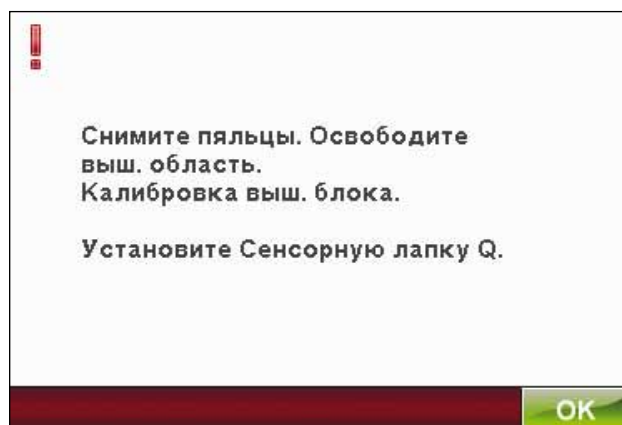 Снимите пяльцы. Освободите
выш. область.
Калибровка выш. блока.
Установите Сенсорную лапку Q.
OK